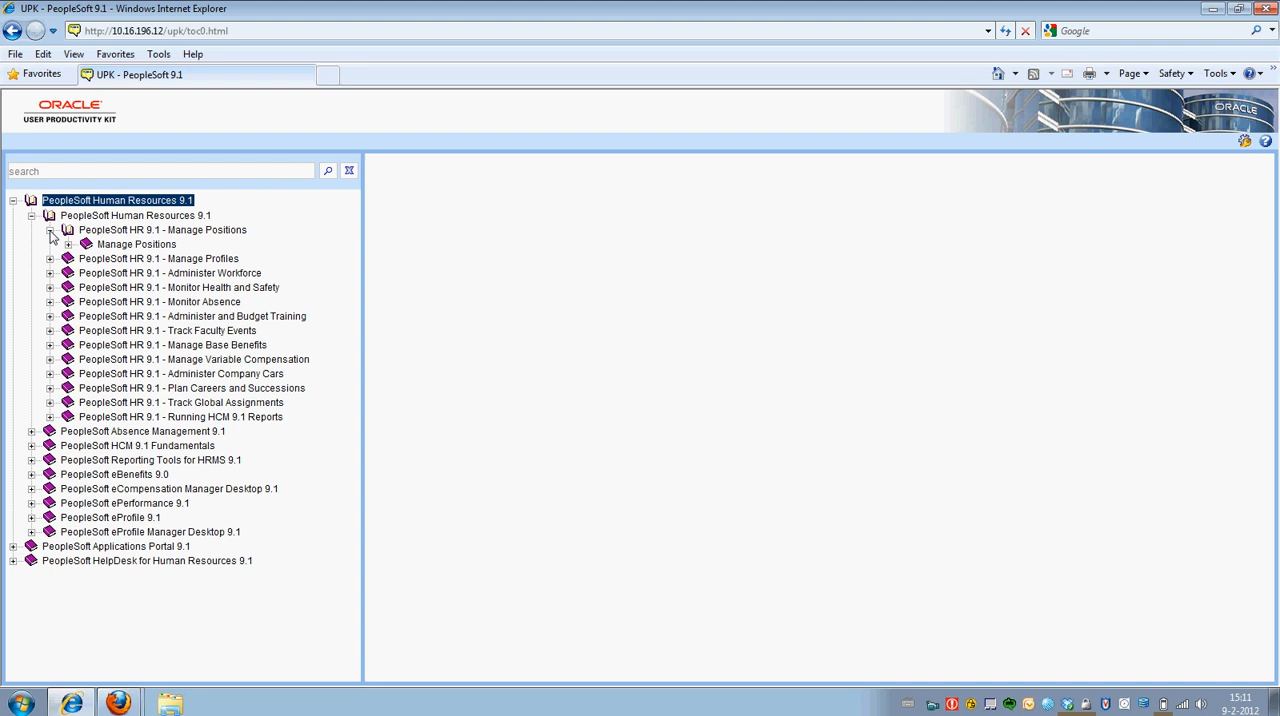 UPK - PeopleSoft 9.1 - Windows Internet Explorer
http://10.16.196.12/upk/toc0.html
Google
File Edit View Favorites Tools Help
Favorites
UPK - PeopleSoft 9.1
Page Safety Tools
ORACLE
USER PRODUCTIVITY KIT
ORACLE
search
PeopleSoft Human Resources 9.1
PeopleSoft Human Resources 9.1
PeopleSoft HR 9.1 - Manage Positions
Manage Positions
PeopleSoft HR 9.1 - Manage Profiles
PeopleSoft HR 9.1 - Administer Workforce
PeopleSoft HR 9.1 - Monitor Health and Safety
PeopleSoft HR 9.1 - Monitor Absence
PeopleSoft HR 9.1 - Administer and Budget Training
PeopleSoft HR 9.1 - Track Faculty Events
PeopleSoft HR 9.1 - Manage Base Benefits
PeopleSoft HR 9.1 - Manage Variable Compensation
PeopleSoft HR 9.1 - Administer Company Cars
PeopleSoft HR 9.1 - Plan Careers and Successions
PeopleSoft HR 9.1 - Track Global Assignments
PeopleSoft HR 9.1 - Running HCM 9.1 Reports
PeopleSoft Absence Management 9.1
PeopleSoft HCM 9.1 Fundamentals
PeopleSoft Reporting Tools for HRMS 9.1
PeopleSoft eBenefits 9.0
PeopleSoft eCompensation Manager Desktop 9.1
PeopleSoft ePerformance 9.1
PeopleSoft eProfile 9.1
PeopleSoft eProfile Manager Desktop 9.1
PeopleSoft Applications Portal 9.1
PeopleSoft HelpDesk for Human Resources 9.1
15:11
9-2-2012